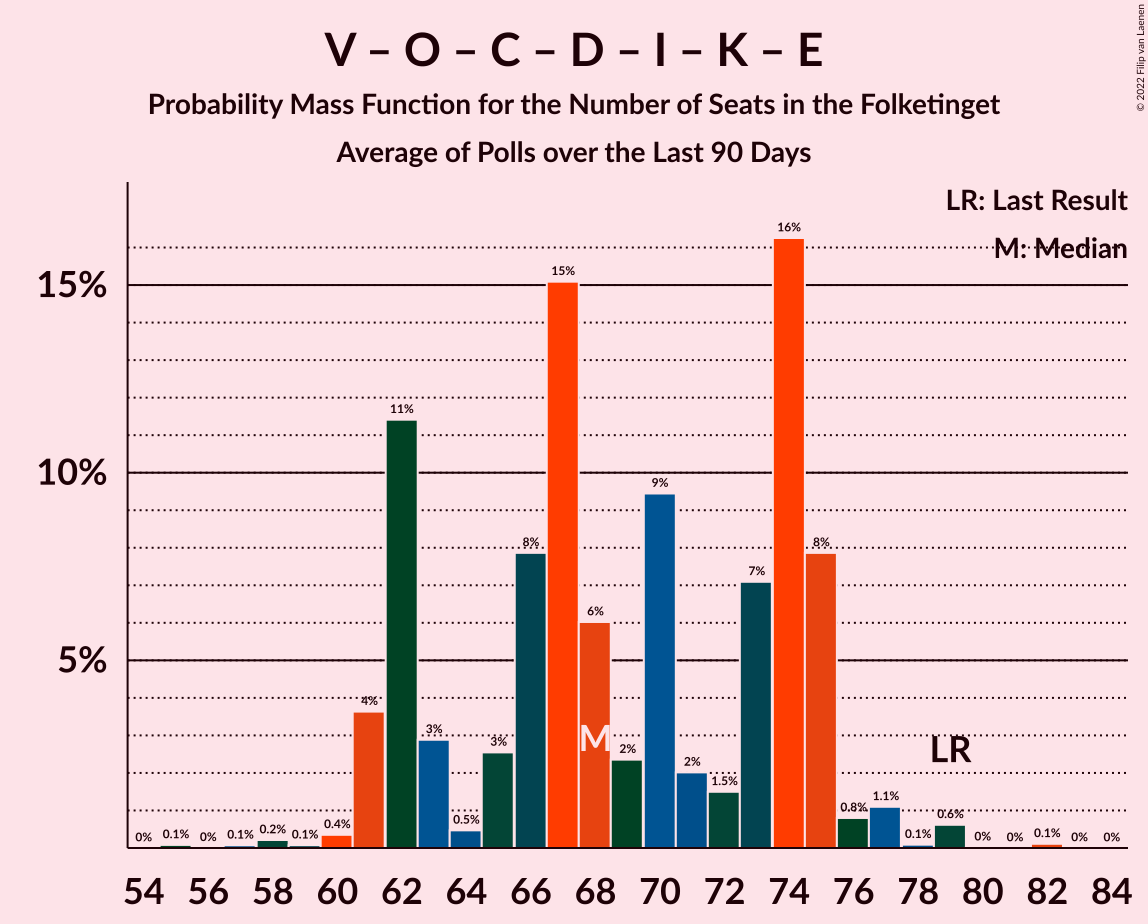 V – O – C – D – I – K – E
Probability Mass Function for the Number of Seats in the Folketinget
Average of Polls over the Last 90 Days
© 2022 Filip van Laenen
LR: Last Result
M: Median
15%
10%
5%
0% 0.1% 0% 0.1% 0.2% 0.1% 0.4% 4% 11% 3% 0.5% 3% 8% 15% 6% 2% 9% 2% 1.5% 7% 16% 8% 0.8% 1.1% 0.1% 0.6% 0% 0% 0.1% 0% 0%
M
LR
54 56 58 60 62 64 66 68 70 72 74 76 78 80 82 84